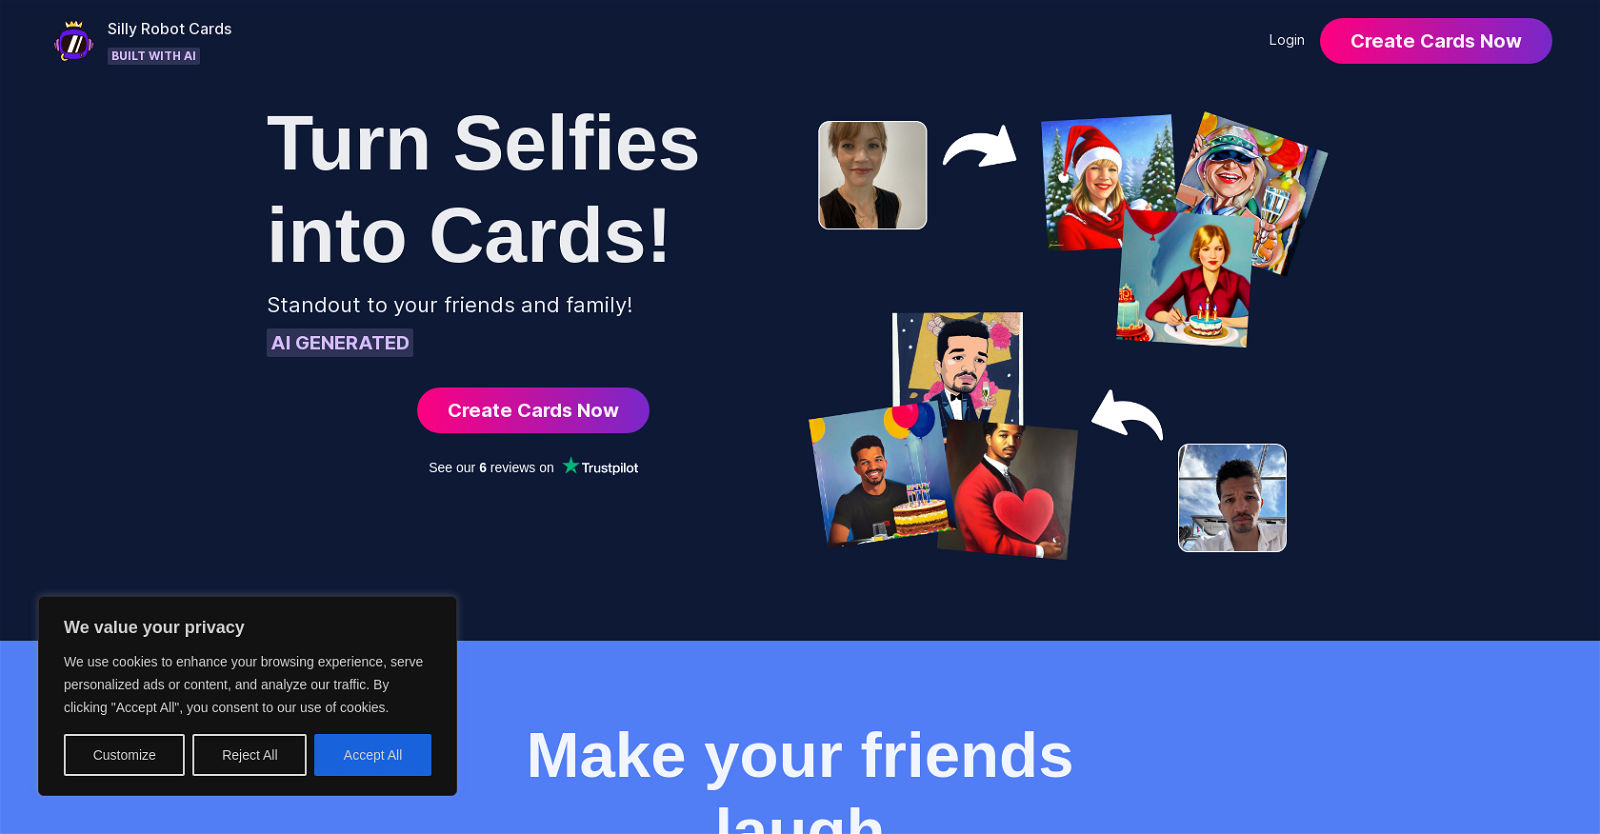 Silly Robot Cards
BUILT WITH AI
Login
Create Cards Now
Turn Selfies
into Cards!
Standout to your friends and family!
AI GENERATED
Create Cards Now
See our 6 reviews on Trustpilot
We value your privacy
We use cookies to enhance your browsing experience, serve
personalized ads or content, and analyze our traffic. By
clicking "Accept All", you consent to our use of cookies.
Customize
Reject All
Accept All
Make your friends
laugh